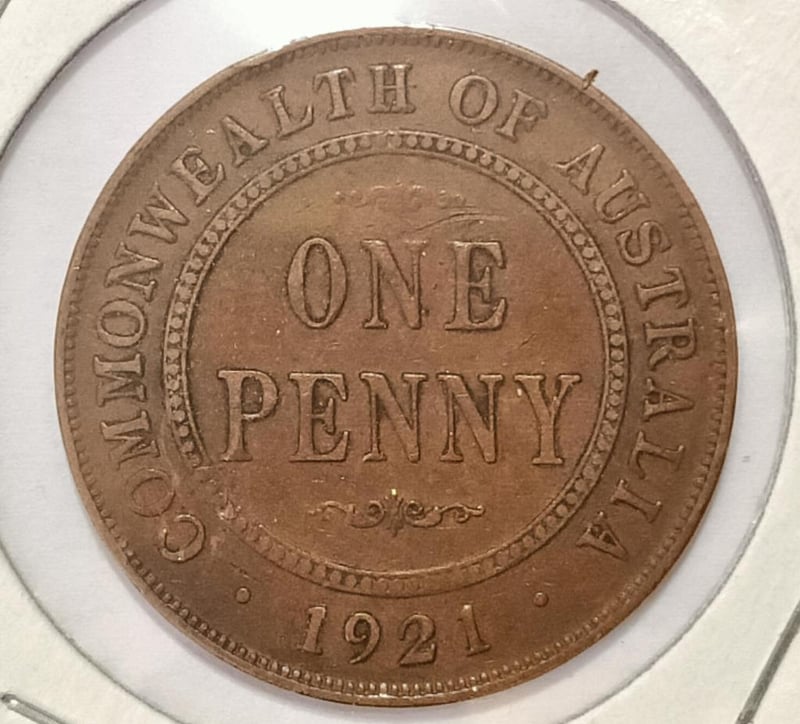 COMMONWEALTH OF AUSTRALIA
ONE
PENNY
· 1921 ·